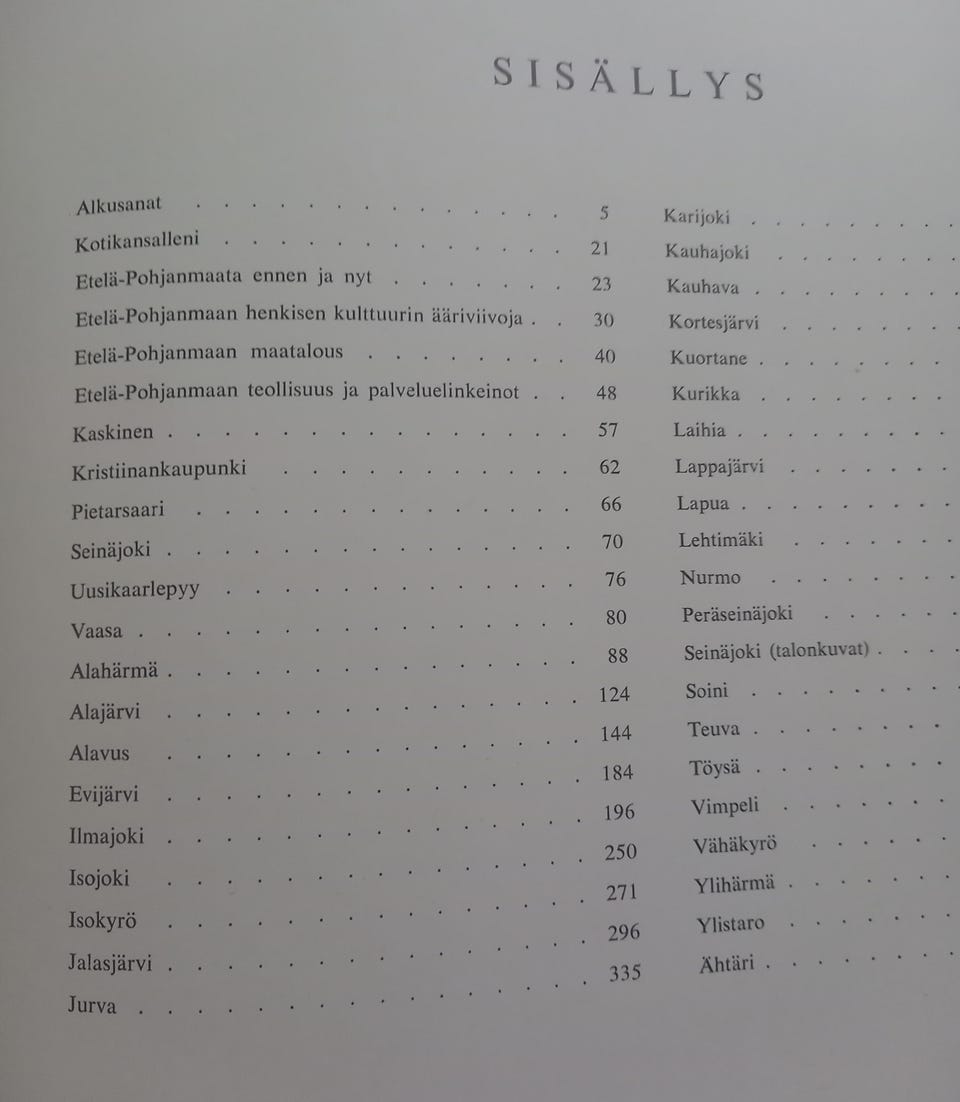 SISÄLLYS
Alkusanat . . . . . . . . . . . . . 5
Kotikansalleni . . . . . . . . . . . . 21
Etelä-Pohjanmaata ennen ja nyt . . . . . . . 23
Etelä-Pohjanmaan henkisen kulttuurin ääriviivoja . . 30
Etelä-Pohjanmaan maatalous . . . . . . . 40
Etelä-Pohjanmaan teollisuus ja palveluelinkeinot . . 48
Kaskinen . . . . . . . . . . . . . . 57
Kristiinankaupunki . . . . . . . . . . 62
Pietarsaari . . . . . . . . . . . . . 66
Seinäjoki . . . . . . . . . . . . . . 70
Uusikaarlepyy . . . . . . . . . . . . 76
Vaasa . . . . . . . . . . . . . . . 80
Alahärmä . . . . . . . . . . . . . . 88
Alajärvi . . . . . . . . . . . . . . 124
Alavus . . . . . . . . . . . . . . 144
Evijärvi . . . . . . . . . . . . . . 184
Ilmajoki . . . . . . . . . . . . . . 196
Isojoki . . . . . . . . . . . . . . 250
Isokyrö . . . . . . . . . . . . . . 271
Jalasjärvi . . . . . . . . . . . . . . 296
Jurva . . . . . . . . . . . . . . . 335
Karijoki . . . . . . . . .
Kauhajoki . . . . . . . .
Kauhava . . . . . . . . .
Kortesjärvi . . . . . . . .
Kuortane . . . . . . . .
Kurikka . . . . . . . .
Laihia . . . . . . . . .
Lappajärvi . . . . . . .
Lapua . . . . . . . . .
Lehtimäki . . . . . . .
Nurmo . . . . . . . .
Peräseinäjoki . . . . . .
Seinäjoki (talonkuvat) . . . .
Soini . . . . . . . . .
Teuva . . . . . . . .
Töysä . . . . . . . .
Vimpeli . . . . . . .
Vähäkyrö . . . . . .
Ylihärmä . . . . . . .
Ylistaro . . . . . . .
Ähtäri . . . . . . . .